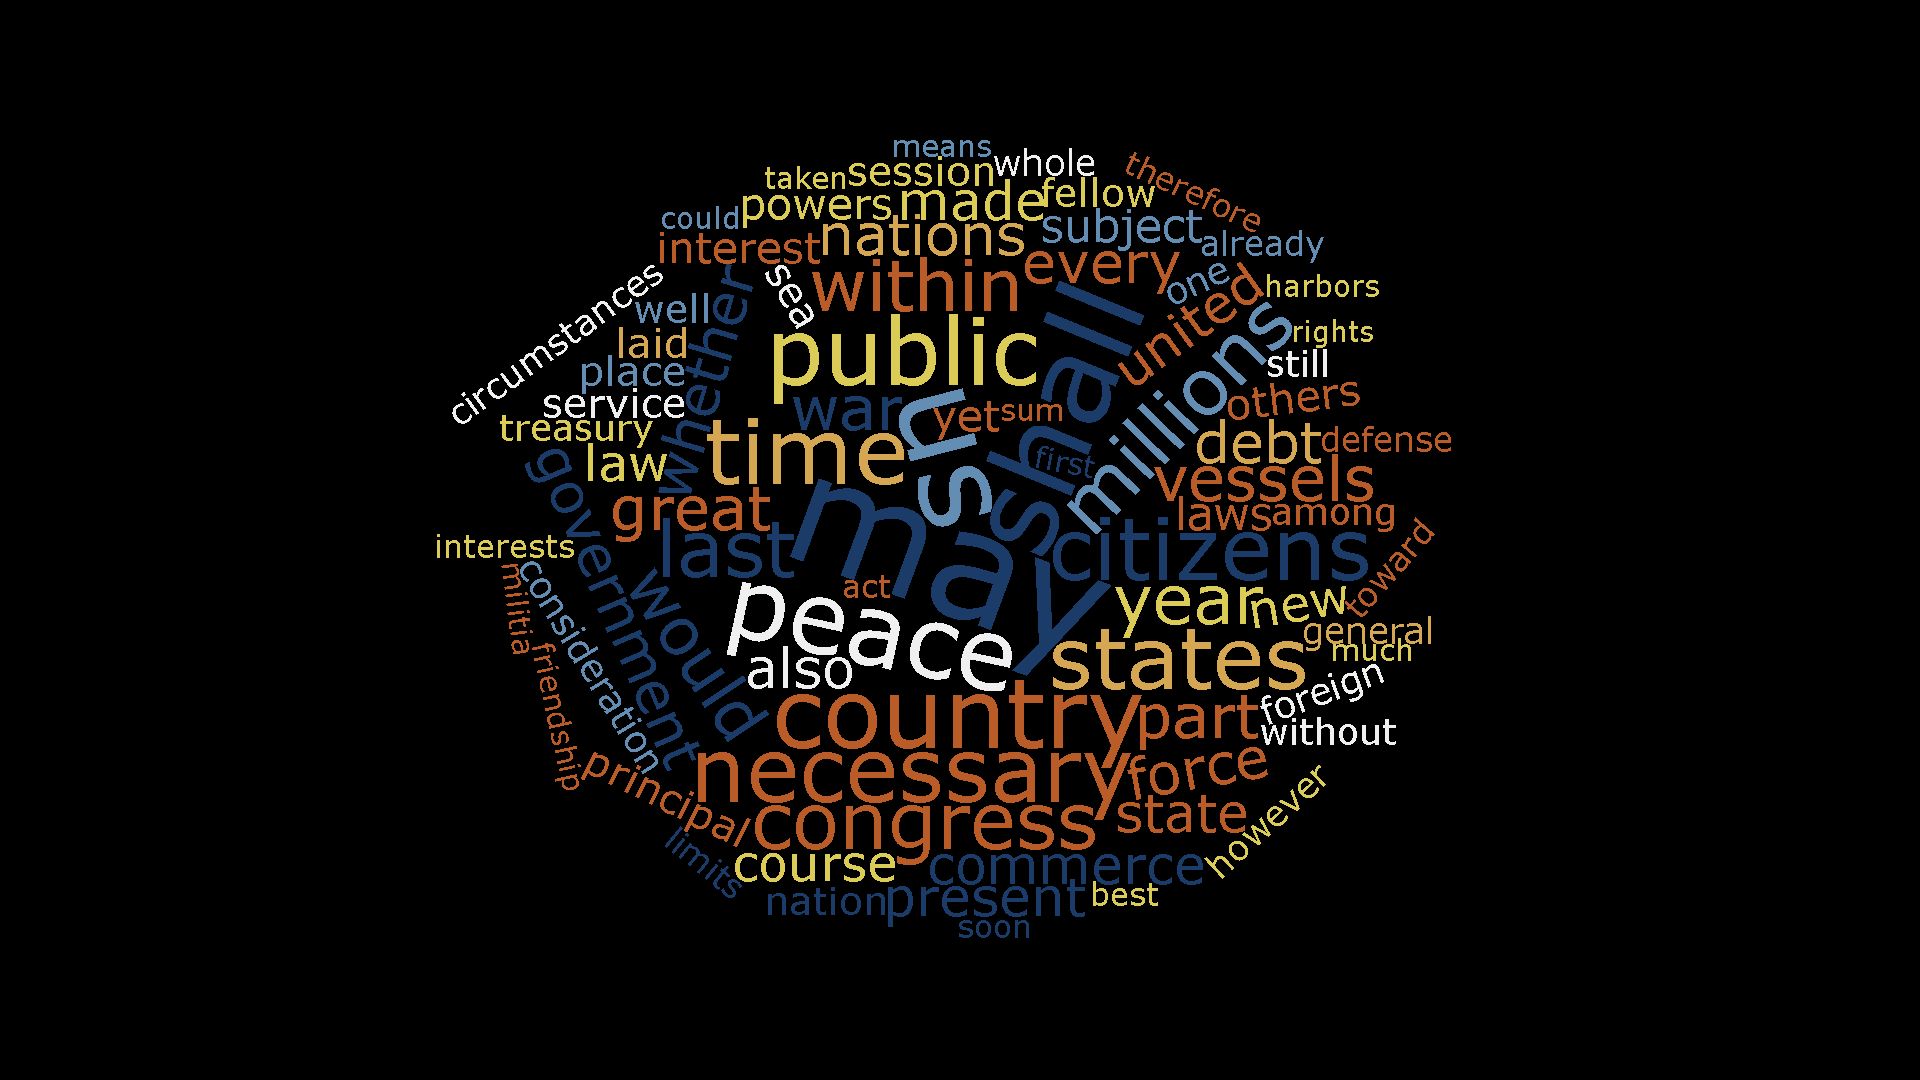 means
whole
therefore
taken
session
powers
made
fellow
could
subject
already
interest
nations
within
every
one
united
harbors
circumstances
well
whether
sea
public
shall
millions
rights
laid
still
place
service
war
us
yet
sum
others
treasury
law
time
first
debt
defense
government
great
vessels
laws
among
last
may
citizens
toward
interests
militia
consideration
would
act
peace
also
year
new
states
general
much
friendship
country
part
foreign
without
principal
necessary
force
congress
state
however
limits
course
commerce
nation
present
best
soon